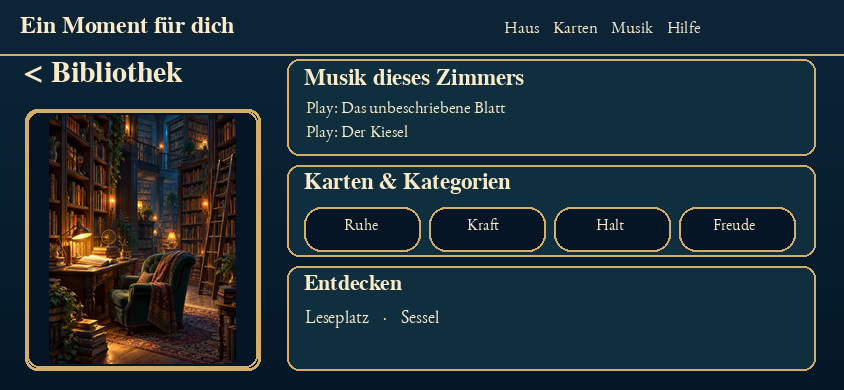 Ein Moment für dich
Haus Karten Musik Hilfe
< Bibliothek
Musik dieses Zimmers
Play: Das unbeschriebene Blatt
Play: Der Kiesel
Karten & Kategorien
Ruhe Kraft Halt Freude
Entdecken
Leseplatz · Sessel